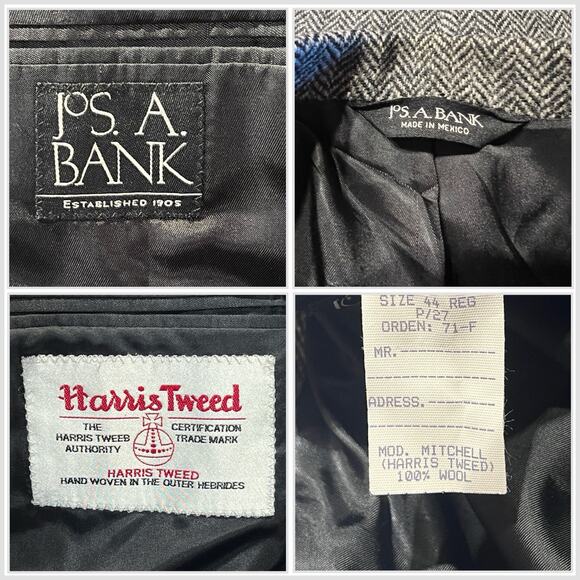 JoS. A.
BANK
ESTABLISHED 1905
JoS. A. BANK
MADE IN MEXICO
Harris Tweed
THE CERTIFICATION
HARRIS TWEEB TRADE MARK
AUTHORITY
HARRIS TWEED
HAND WOVEN IN THE OUTER HEBRIDES
SIZE 44 REG
P/27
ORDEN: 71-F
MR.
ADRESS.
MOD. MITCHELL
(HARRIS TWEED)
100% WOOL